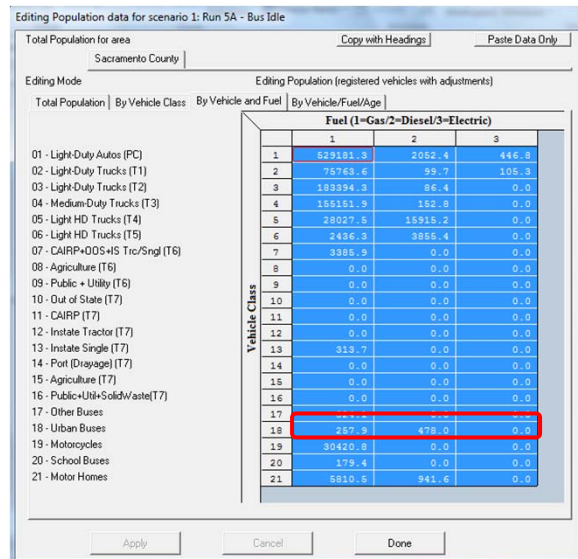 Editing Population data for scenario 1: Run 5A - Bus Idle
Total Population for area
Copy with Headings
Paste Data Only
Sacramento County
Editing Mode
Editing Population (registered vehicles with adjustments)
Total Population
By Vehicle Class
By Vehicle and Fuel
By Vehicle/Fuel/Age
Fuel (1=Gas/2=Diesel/3=Electric)
1 2 3
01 - Light-Duty Autos (PC) 1 529181.3 2052.4 446.8
02 - Light-Duty Trucks (T1) 2 75763.6 99.7 105.3
03 - Light-Duty Trucks (T2) 3 183394.3 86.4 0.0
04 - Medium-Duty Trucks (T3) 4 155151.9 152.8 0.0
05 - Light HD Trucks (T4) 5 28027.5 15915.2 0.0
06 - Light HD Trucks (T5) 6 2436.3 3855.4 0.0
07 - CAIRP+OOS+IS Trc/Sngl (T6) 7 3385.9 0.0 0.0
08 - Agriculture (T6) 8 0.0 0.0 0.0
09 - Public + Utility (T6) 9 0.0 0.0 0.0
10 - Out of State (T7) 10 0.0 0.0 0.0
11 - CAIRP (T7) 11 0.0 0.0 0.0
12 - Instate Tractor (T7) 12 0.0 0.0 0.0
13 - Instate Single (T7) 13 313.7 0.0 0.0
14 - Port (Drayage) (T7) 14 0.0 0.0 0.0
15 - Agriculture (T7) 15 0.0 0.0 0.0
16 - Public+Util+SolidWaste(T7) 16 0.0 0.0 0.0
17 - Other Buses 17
18 - Urban Buses 18 257.9 478.0 0.0
19 - Motorcycles 19 30420.8 0.0 0.0
20 - School Buses 20 179.4 0.0 0.0
21 - Motor Homes 21 5810.5 941.6 0.0
Vehicle Class
Apply
Cancel
Done